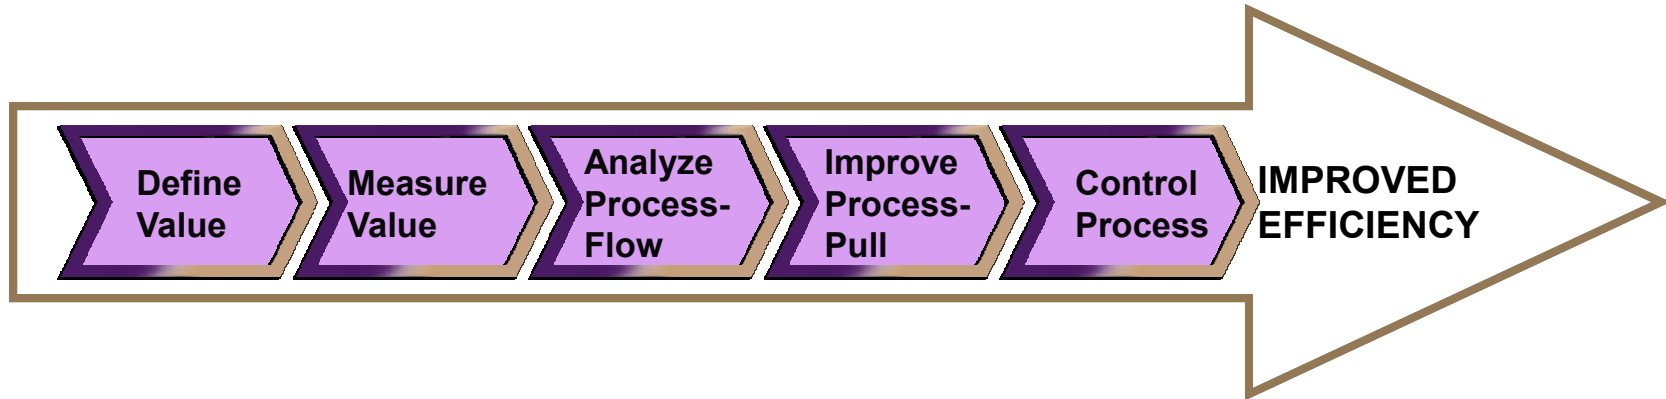 Define
Value
Measure
Value
Analyze
Process-
Flow
Improve
Process-
Pull
Control
Process
IMPROVED
EFFICIENCY